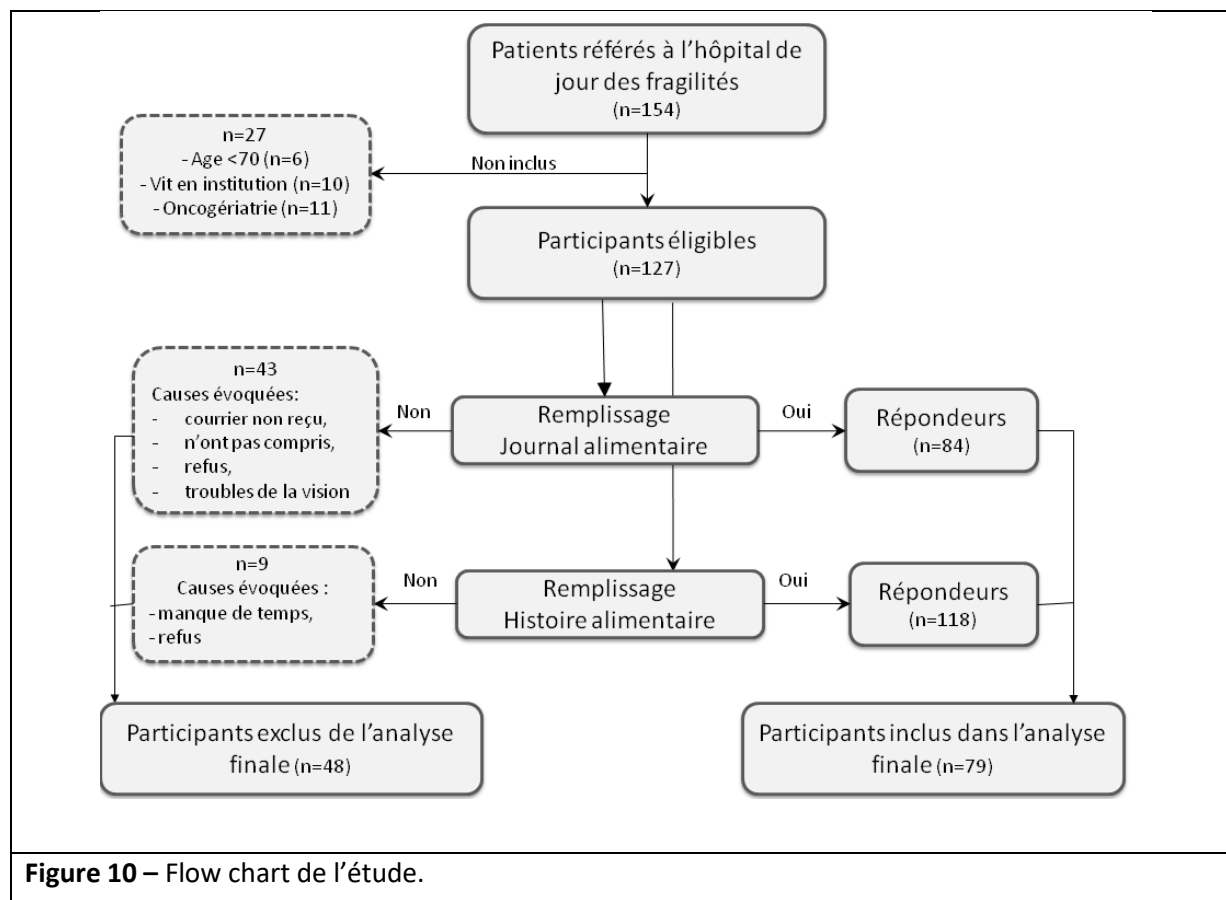 Patients référés à l'hôpital de
jour des fragilités
(n=154)
n=27
- Age <70 (n=6)
- Vit en institution (n=10)
- Oncogériatrie (n=11)
Non inclus
Participants éligibles
(n=127)
n=43
Causes évoquées:
- courrier non reçu,
- n'ont pas compris,
- refus,
- troubles de la vision
Non
Remplissage
Journal alimentaire
Oui
Répondeurs
(n=84)
n=9
Causes évoquées :
- manque de temps,
- refus
Non
Remplissage
Histoire alimentaire
Oui
Répondeurs
(n=118)
Participants exclus de l'analyse
finale (n=48)
Participants inclus dans l'analyse
finale (n=79)
Figure 10 – Flow chart de l'étude.